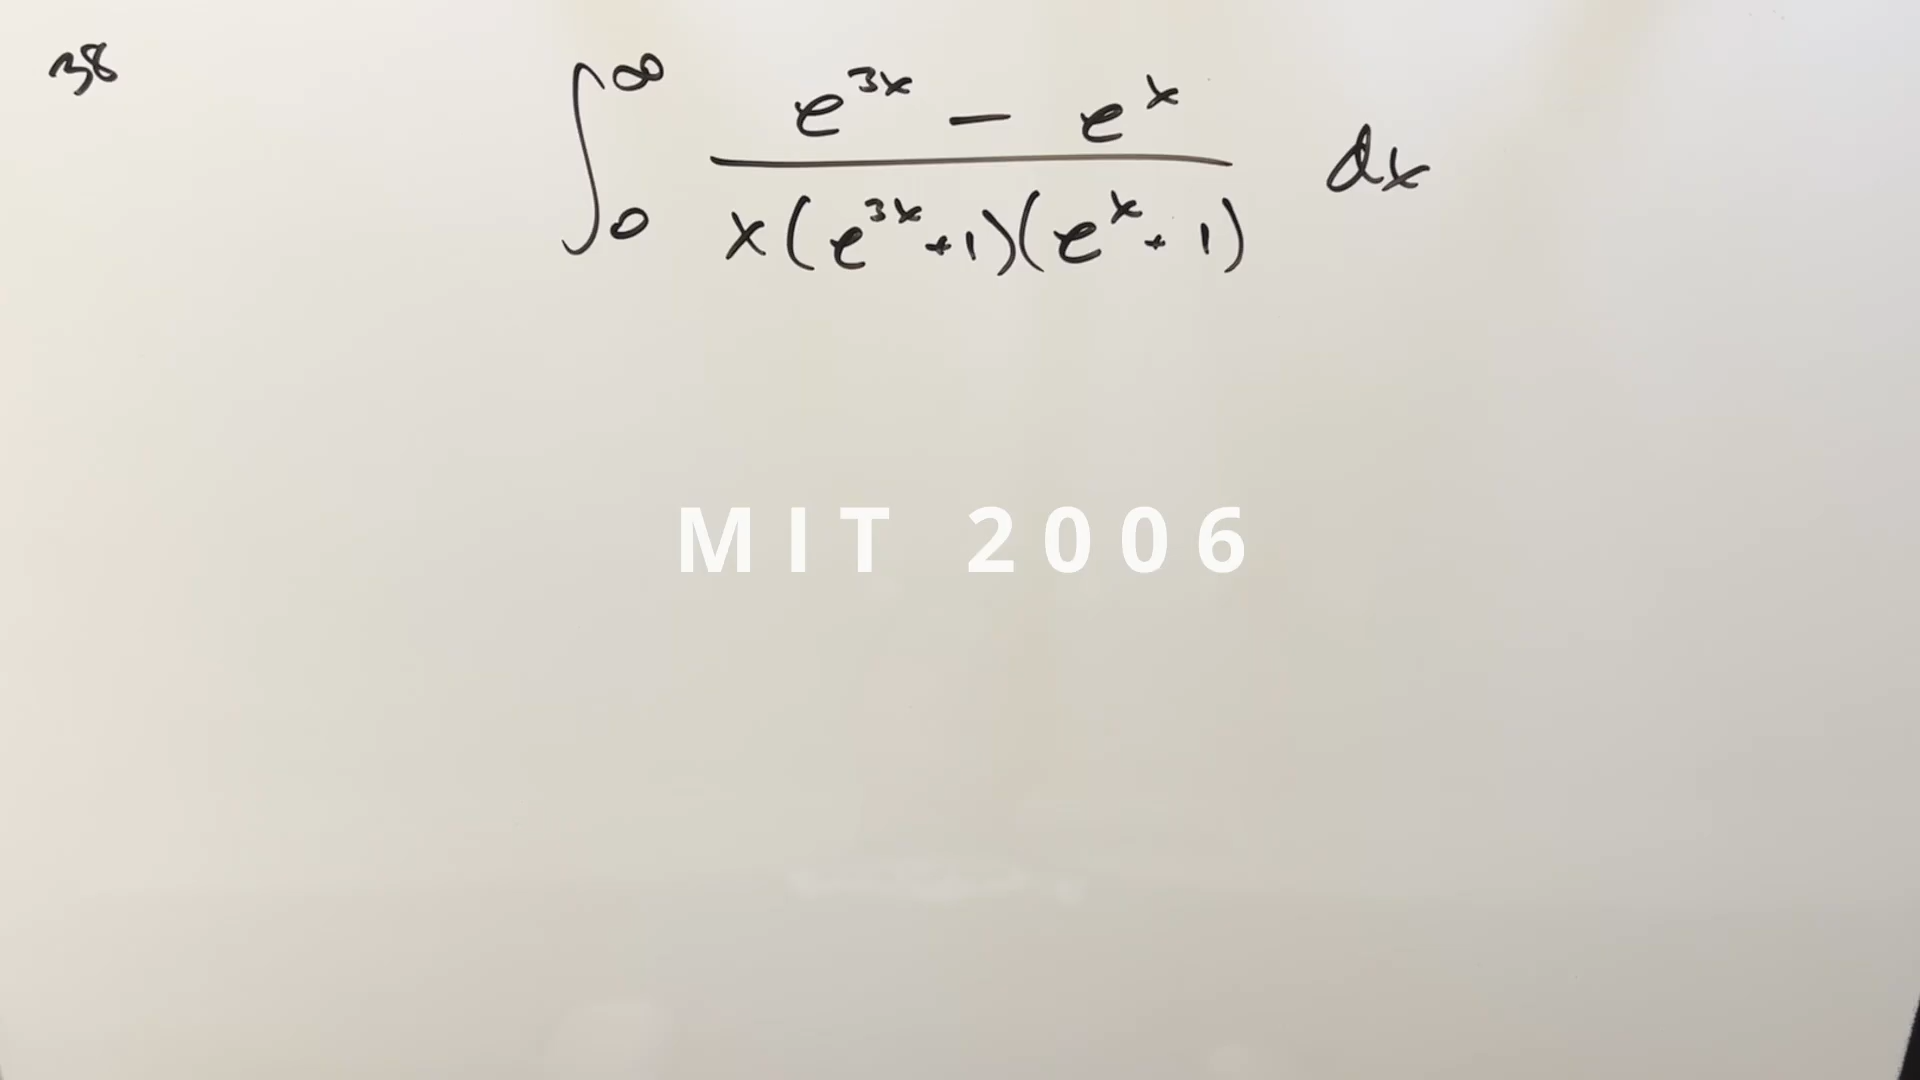 38
∫₀^∞ (e^{3x} - e^x) / (x(e^{3x} + 1)(e^x + 1)) dx
MIT 2006